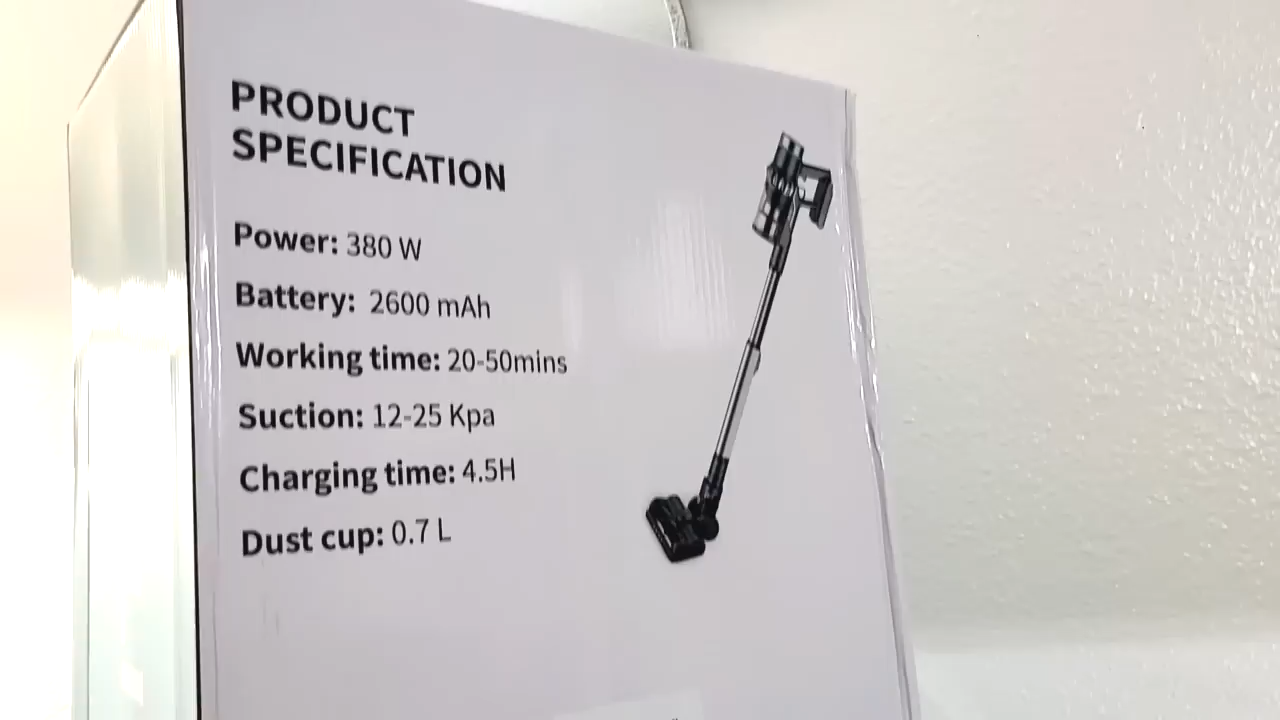 PRODUCT
SPECIFICATION
Power: 380 W
Battery: 2600 mAh
Working time: 20-50mins
Suction: 12-25 Kpa
Charging time: 4.5H
Dust cup: 0.7 L